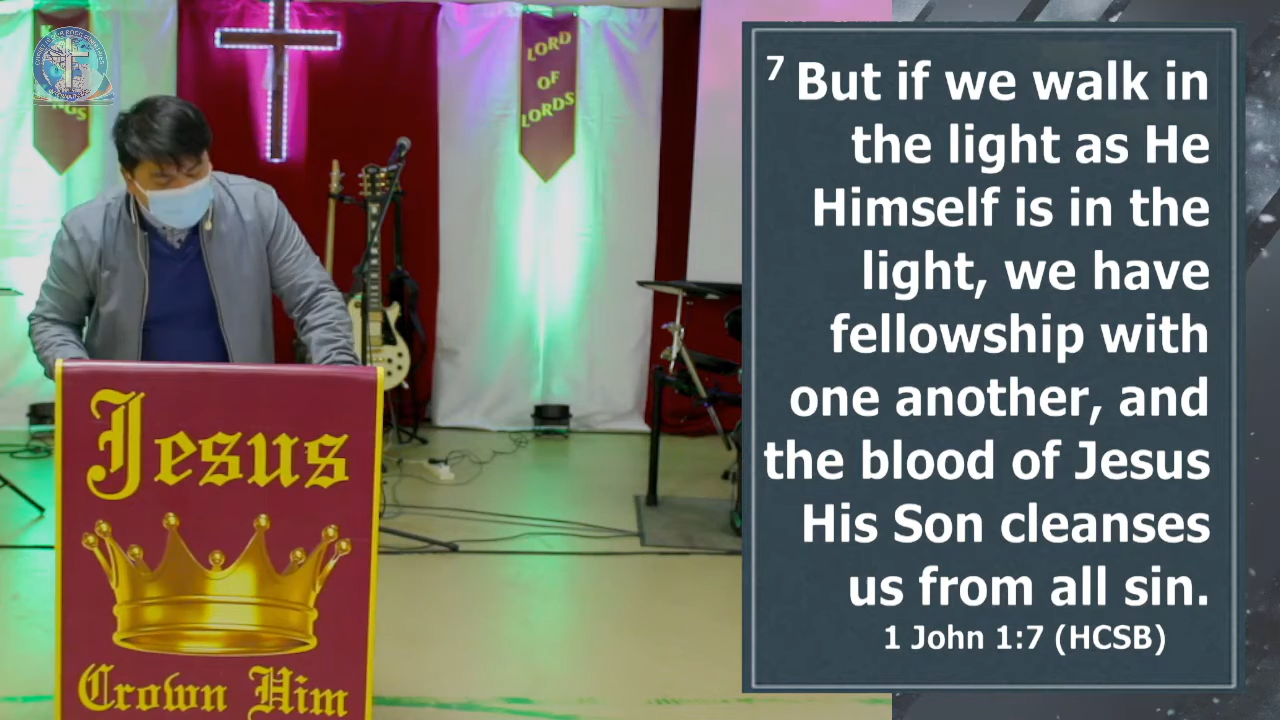 LORD
OF
LORDS
Jesus
Crown Him
7 But if we walk in
the light as He
Himself is in the
light, we have
fellowship with
one another, and
the blood of Jesus
His Son cleanses
us from all sin.
1 John 1:7 (HCSB)